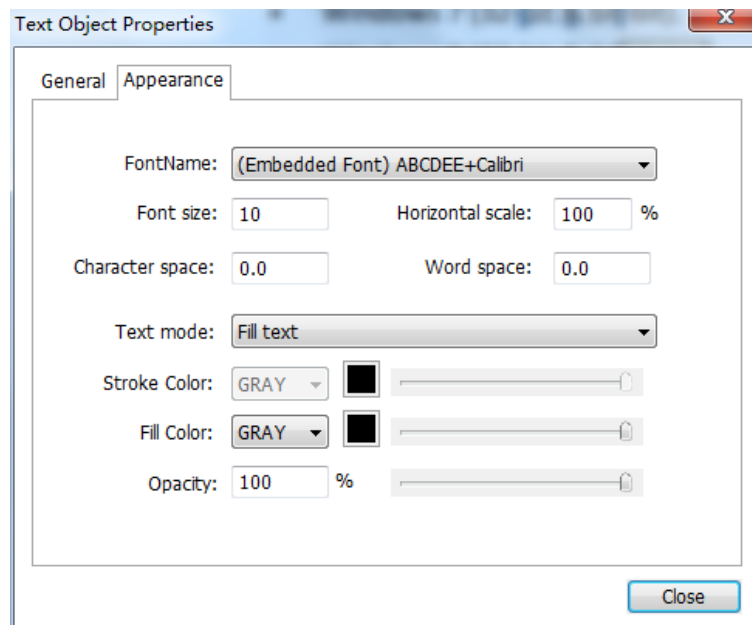 Text Object Properties
General Appearance
FontName: (Embedded Font) ABCDEE+Calibri
Font size: 10 Horizontal scale: 100 %
Character space: 0.0 Word space: 0.0
Text mode: Fill text
Stroke Color: GRAY
Fill Color: GRAY
Opacity: 100 %
Close